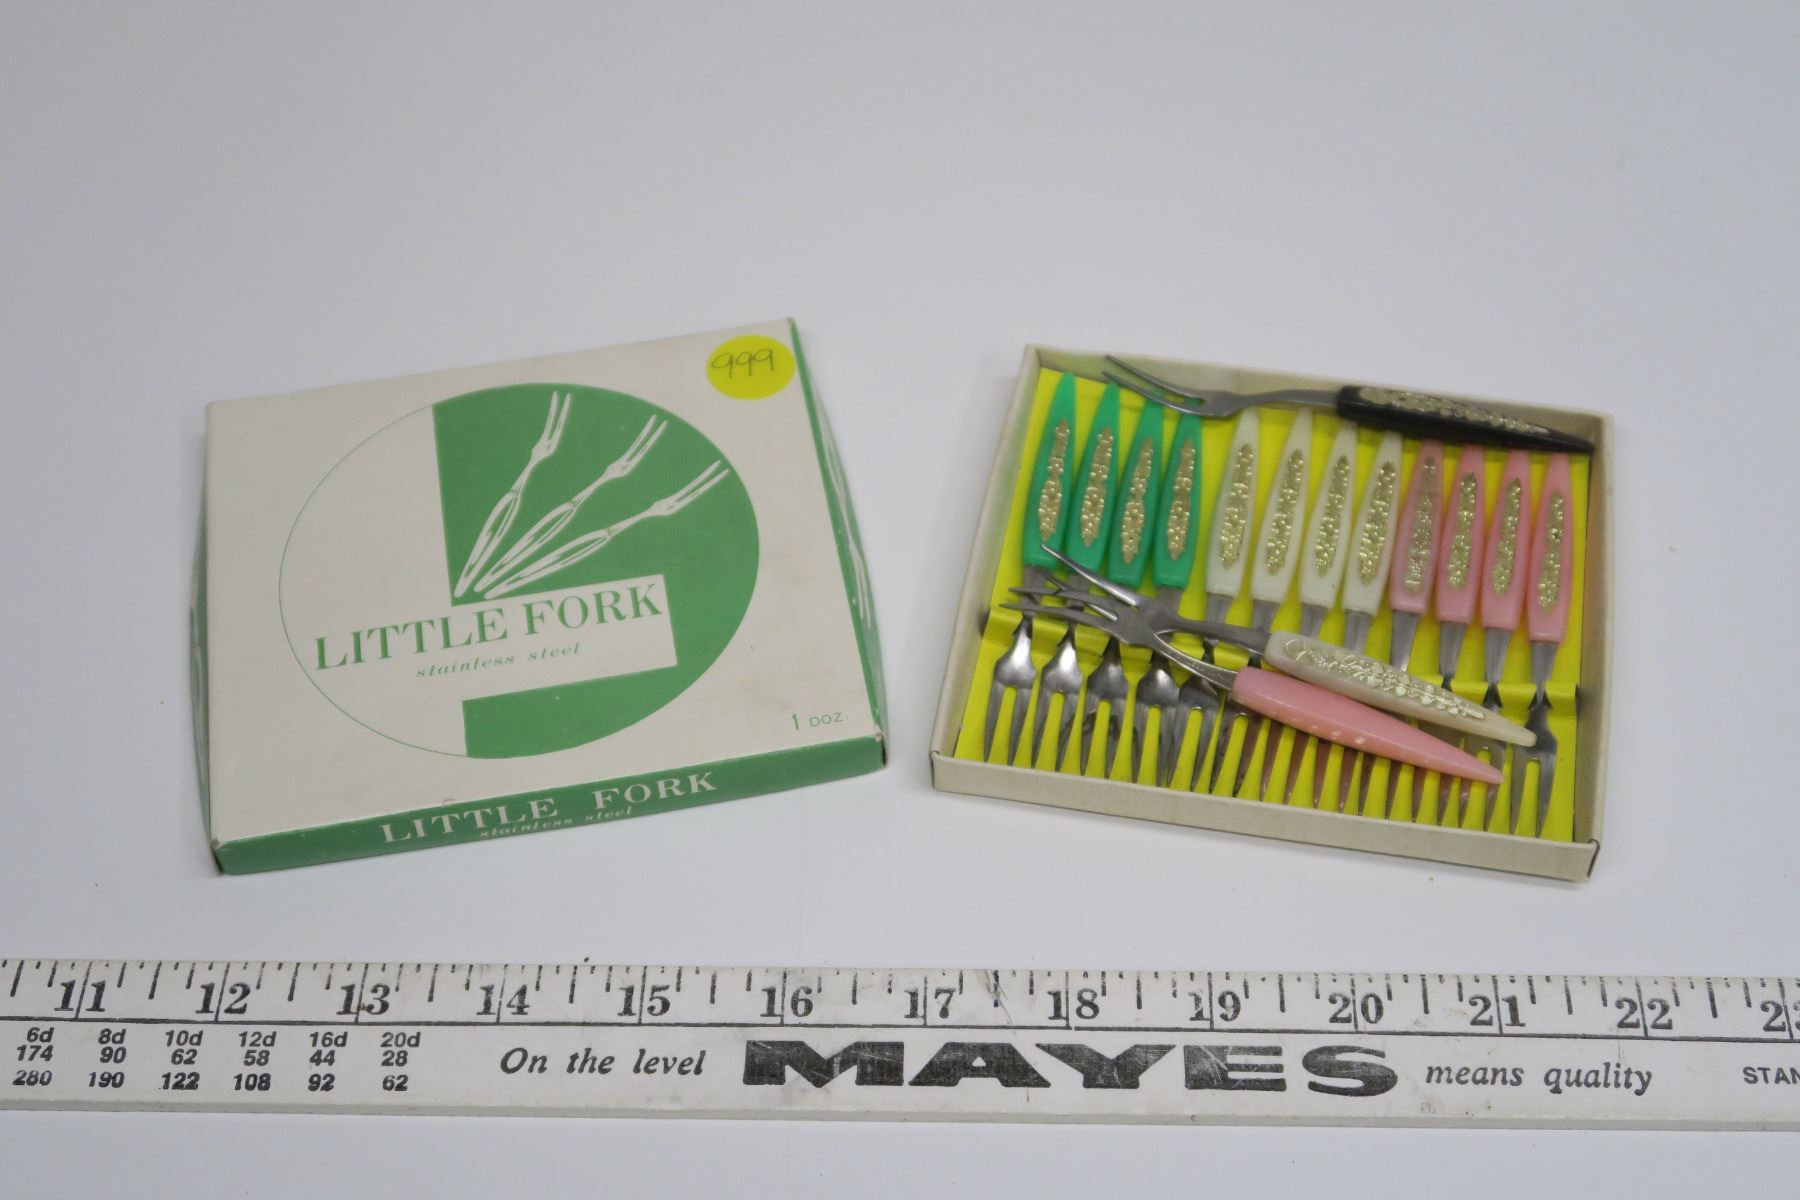 999
LITTLE FORK
stainless steel
1 DOZ.
LITTLE FORK
stainless steel
11 12 13 14 15 16 17 18 19 20 21 22
6d 8d 10d 12d 16d 20d
174 90 62 58 44 28
280 190 122 108 92 62
On the level MAYES means quality